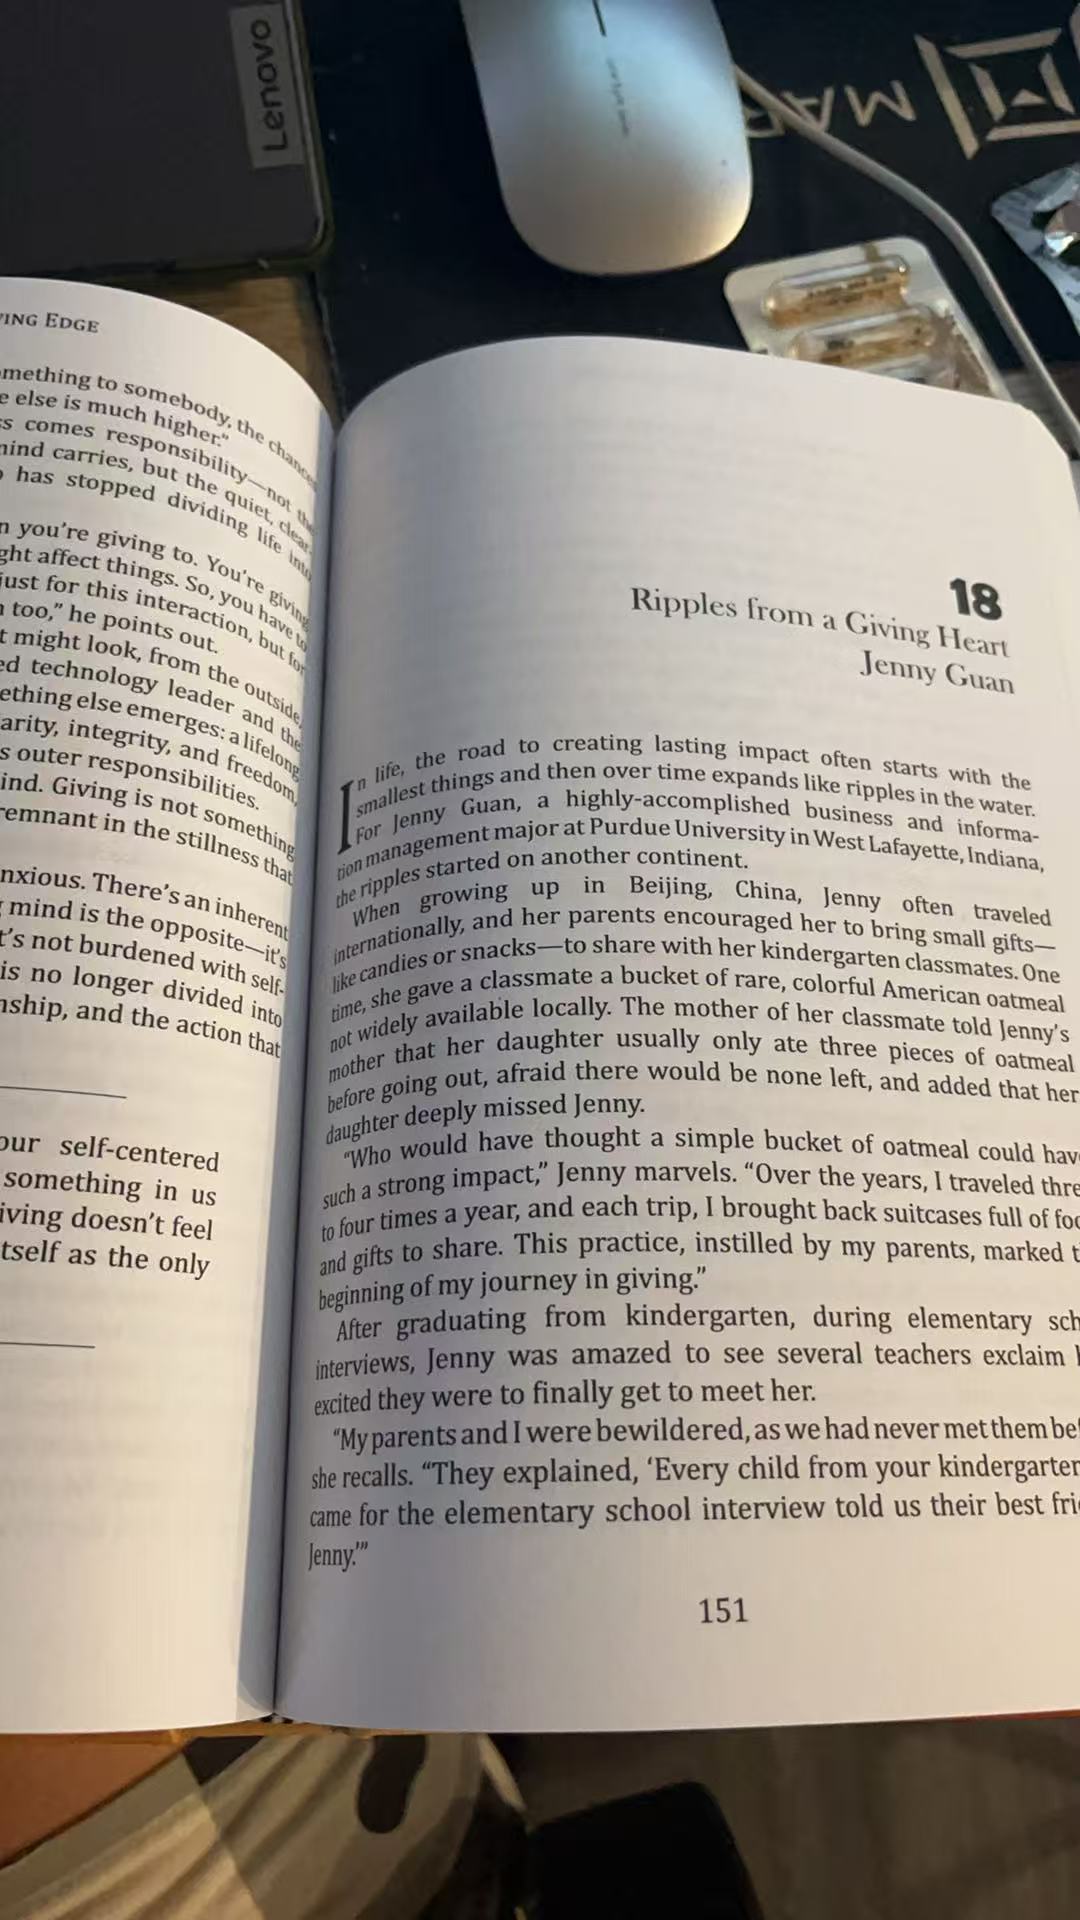 Lenovo
MAR
ING EDGE
mething to somebody, the chances
e else is much higher."
ss comes responsibility—not the
mind carries, but the quiet, clear
has stopped dividing life into
n you're giving to. You're giving
ght affect things. So, you have to
just for this interaction, but for
too," he points out.
t might look, from the outside,
ed technology leader and the
ething else emerges: a lifelong
arity, integrity, and freedom,
s outer responsibilities.
ind. Giving is not something
remnant in the stillness that
nxious. There's an inherent
mind is the opposite—it's
t's not burdened with self-
is no longer divided into
nship, and the action that
our self-centered
something in us
iving doesn't feel
tself as the only
18
Ripples from a Giving Heart
Jenny Guan
In life, the road to creating lasting impact often starts with the
smallest things and then over time expands like ripples in the water.
For Jenny Guan, a highly-accomplished business and informa-
tion management major at Purdue University in West Lafayette, Indiana,
the ripples started on another continent.
When growing up in Beijing, China, Jenny often traveled
internationally, and her parents encouraged her to bring small gifts—
like candies or snacks—to share with her kindergarten classmates. One
time, she gave a classmate a bucket of rare, colorful American oatmeal
not widely available locally. The mother of her classmate told Jenny's
mother that her daughter usually only ate three pieces of oatmeal
before going out, afraid there would be none left, and added that her
daughter deeply missed Jenny.
"Who would have thought a simple bucket of oatmeal could have
such a strong impact," Jenny marvels. "Over the years, I traveled thre
to four times a year, and each trip, I brought back suitcases full of foo
and gifts to share. This practice, instilled by my parents, marked t
beginning of my journey in giving."
After graduating from kindergarten, during elementary sch
interviews, Jenny was amazed to see several teachers exclaim
excited they were to finally get to meet her.
"My parents and I were bewildered, as we had never met them bef
she recalls. "They explained, 'Every child from your kindergarten
came for the elementary school interview told us their best frie
Jenny.'"
151